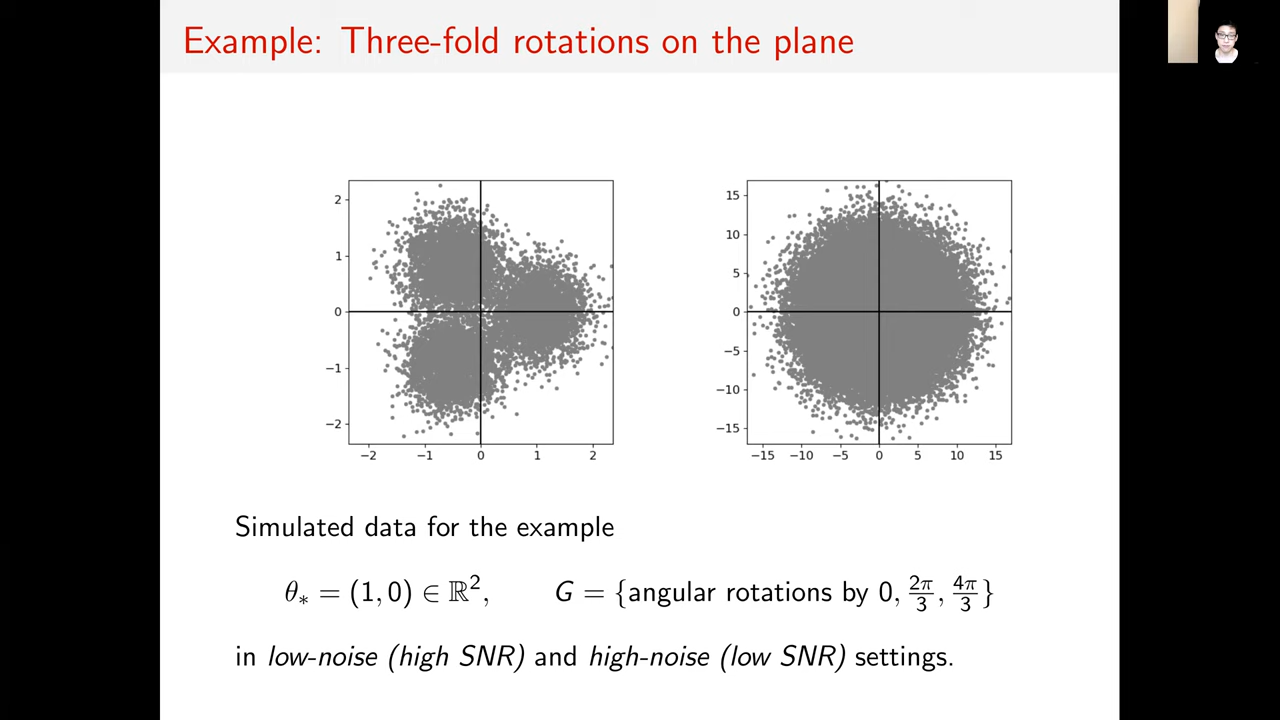 Example: Three-fold rotations on the plane
2
1
0
−1
−2
−2 −1 0 1 2
15
10
5
0
−5
−10
−15
−15 −10 −5 0 5 10 15
Simulated data for the example
θ∗ = (1, 0) ∈ ℝ², G = {angular rotations by 0, 2π/3, 4π/3}
in low-noise (high SNR) and high-noise (low SNR) settings.